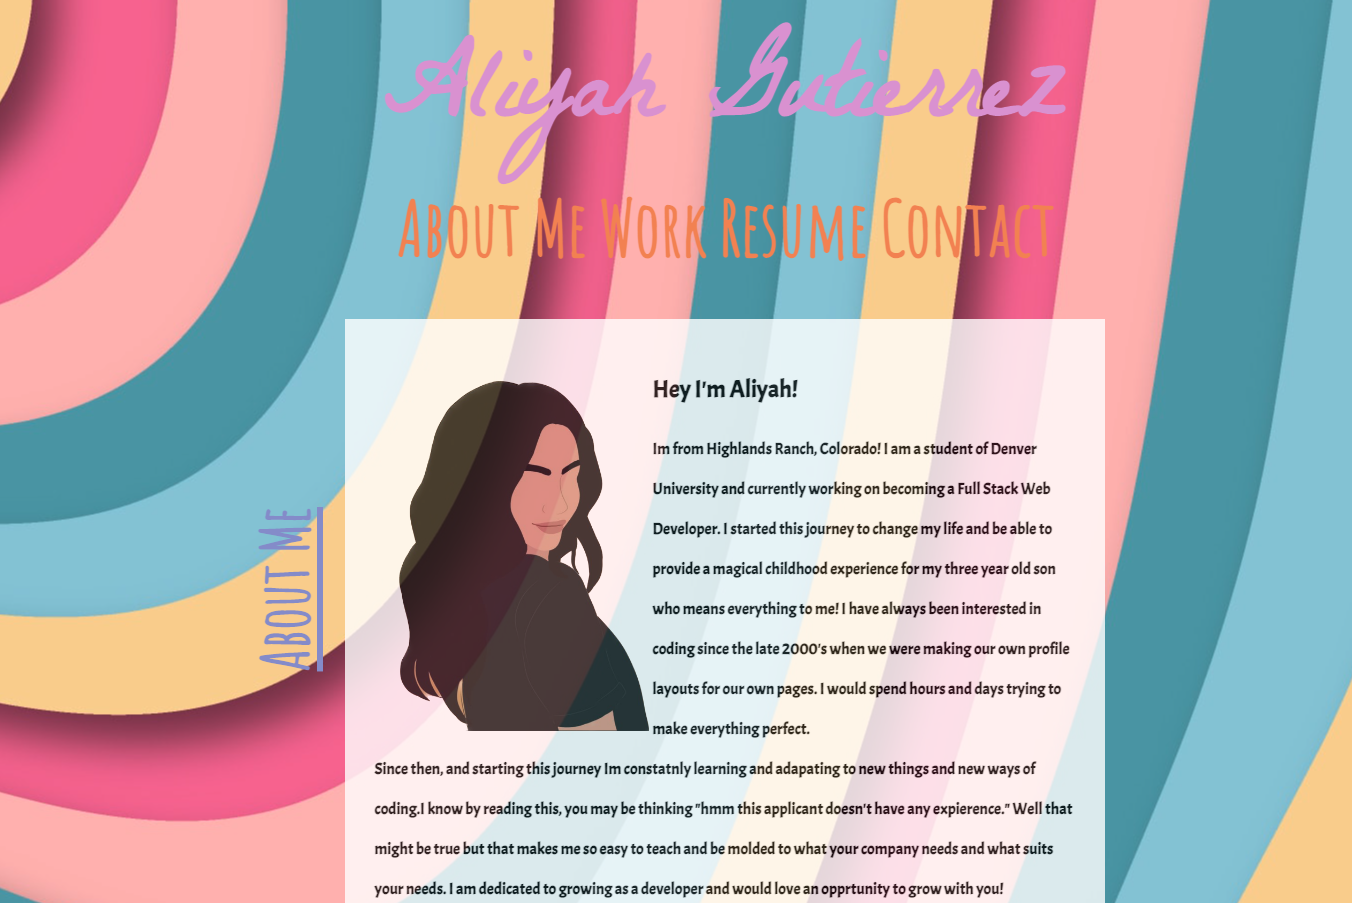 Aliyah Gutierrez
About Me Work Resume Contact
About Me
Hey I'm Aliyah!
Im from Highlands Ranch, Colorado! I am a student of Denver
University and currently working on becoming a Full Stack Web
Developer. I started this journey to change my life and be able to
provide a magical childhood experience for my three year old son
who means everything to me! I have always been interested in
coding since the late 2000's when we were making our own profile
layouts for our own pages. I would spend hours and days trying to
make everything perfect.
Since then, and starting this journey Im constatnly learning and adapating to new things and new ways of
coding.I know by reading this, you may be thinking "hmm this applicant doesn't have any expierence." Well that
might be true but that makes me so easy to teach and be molded to what your company needs and what suits
your needs. I am dedicated to growing as a developer and would love an opprtunity to grow with you!